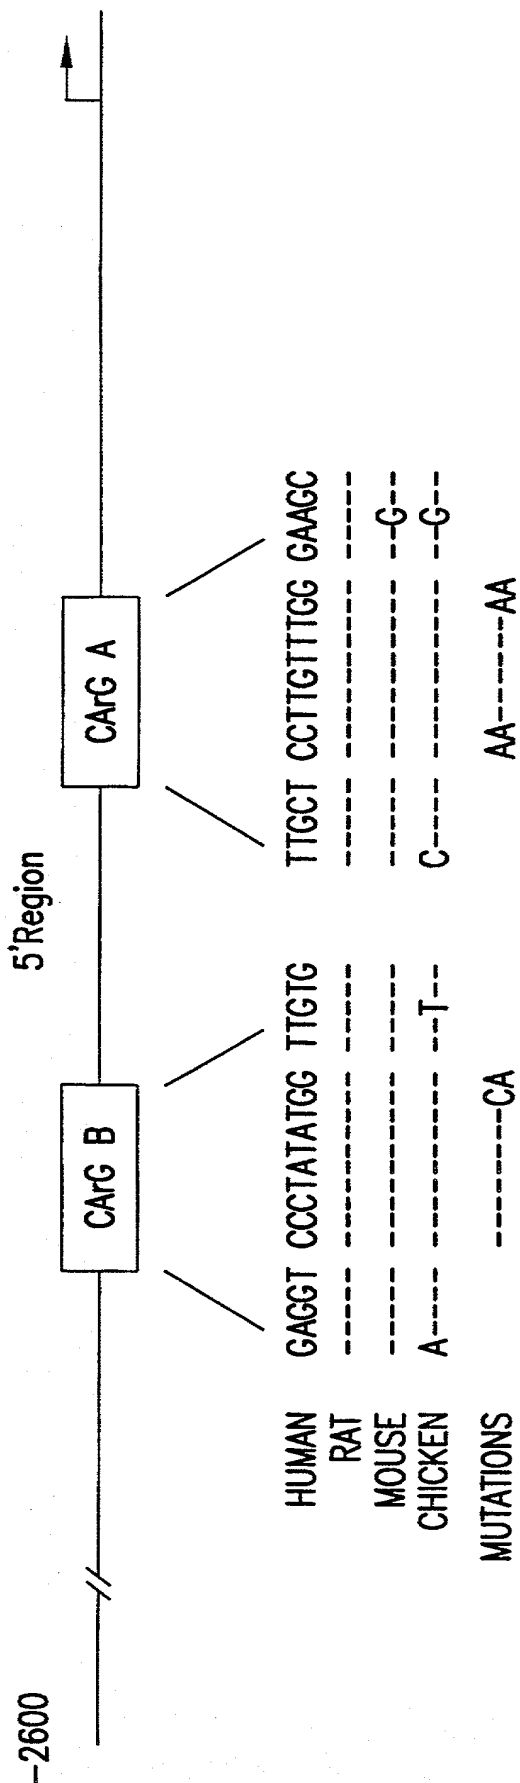 5'Region
−2600
CArG B CArG A
HUMAN GAGGT CCCTATATGG TTGTG TTGCT CCTTGTTTGG GAAGC
RAT ----- ---------- ----- ----- ---------- -----
MOUSE ----- ---------- ----- ----- ---------- --G--
CHICKEN A---- ---------- --T-- C---- ---------- --G--
MUTATIONS --------CA AA------AA